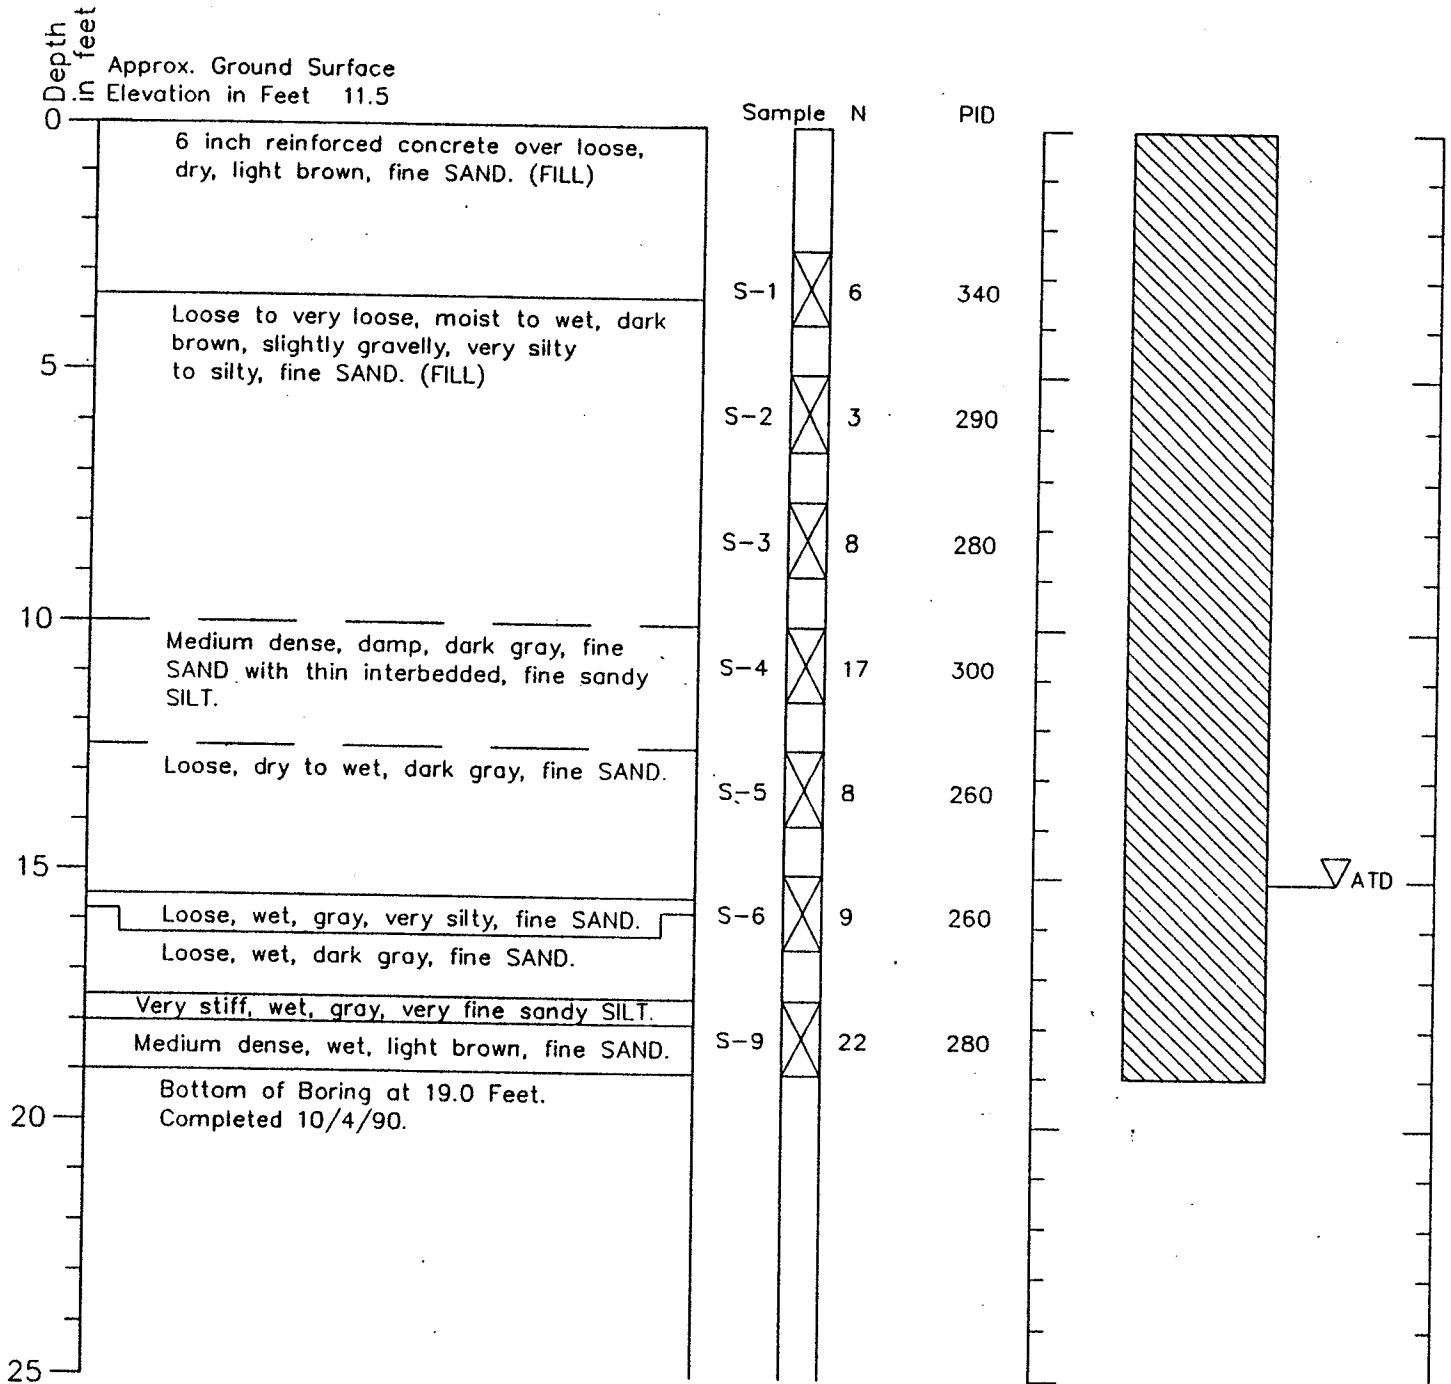 Depth
in feet
Approx. Ground Surface
Elevation in Feet 11.5
Sample N PID
0
6 inch reinforced concrete over loose,
dry, light brown, fine SAND. (FILL)
S-1 6 340
Loose to very loose, moist to wet, dark
brown, slightly gravelly, very silty
to silty, fine SAND. (FILL)
5
S-2 3 290
S-3 8 280
10
Medium dense, damp, dark gray, fine
SAND with thin interbedded, fine sandy
SILT.
S-4 17 300
Loose, dry to wet, dark gray, fine SAND.
S-5 8 260
15
ATD
Loose, wet, gray, very silty, fine SAND.
S-6 9 260
Loose, wet, dark gray, fine SAND.
Very stiff, wet, gray, very fine sandy SILT.
Medium dense, wet, light brown, fine SAND.
S-9 22 280
Bottom of Boring at 19.0 Feet.
Completed 10/4/90.
20
25